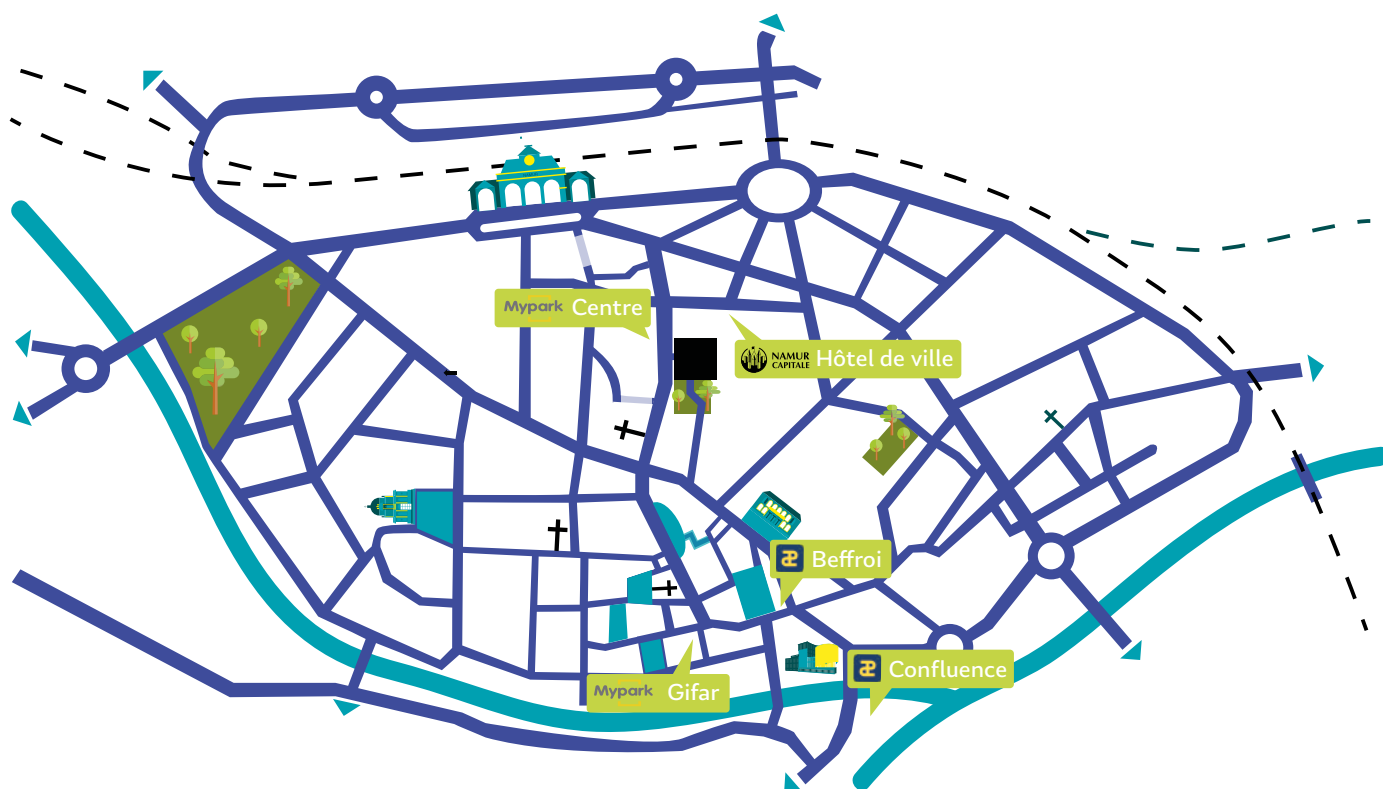 Mypark Centre
NAMUR
CAPITALE
Hôtel de ville
Beffroi
Confluence
Mypark Gifar